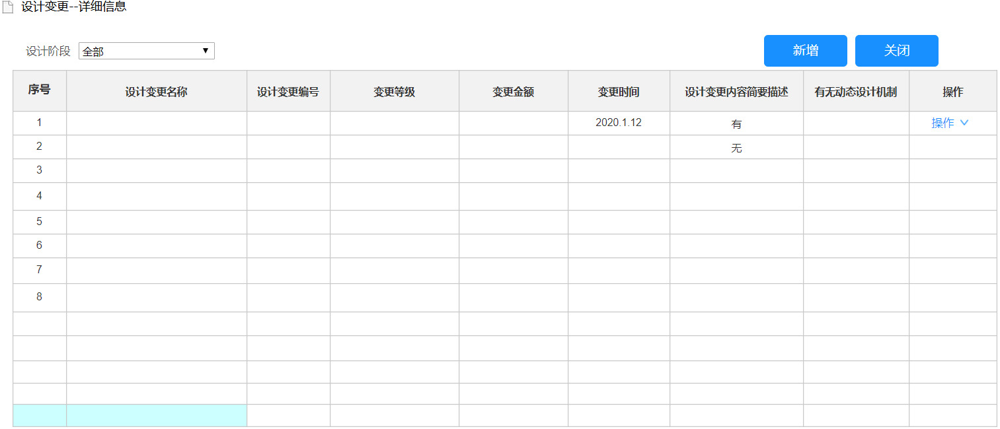 设计变更--详细信息
设计阶段 全部 新增 关闭
序号 设计变更名称 设计变更编号 变更等级 变更金额 变更时间 设计变更内容简要描述 有无动态设计机制 操作
1 2020.1.12 有 操作
2 无
3
4
5
6
7
8